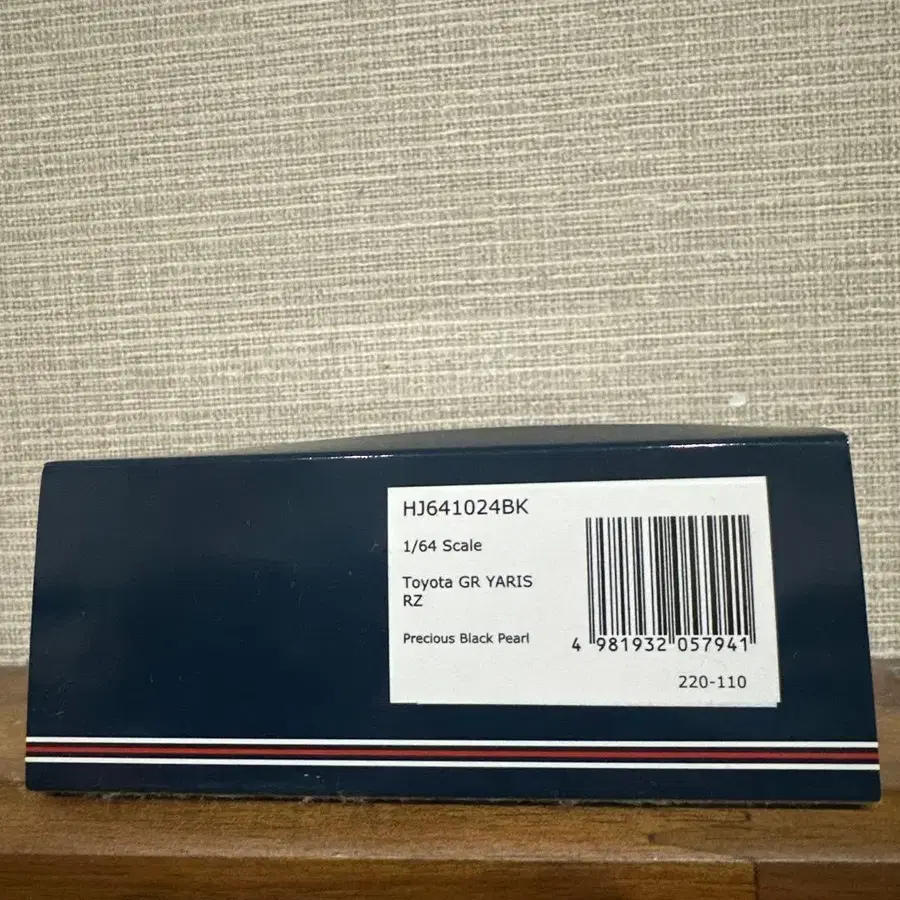 HJ641024BK
1/64 Scale
Toyota GR YARIS
RZ
Precious Black Pearl
4 981932 057941
220-110